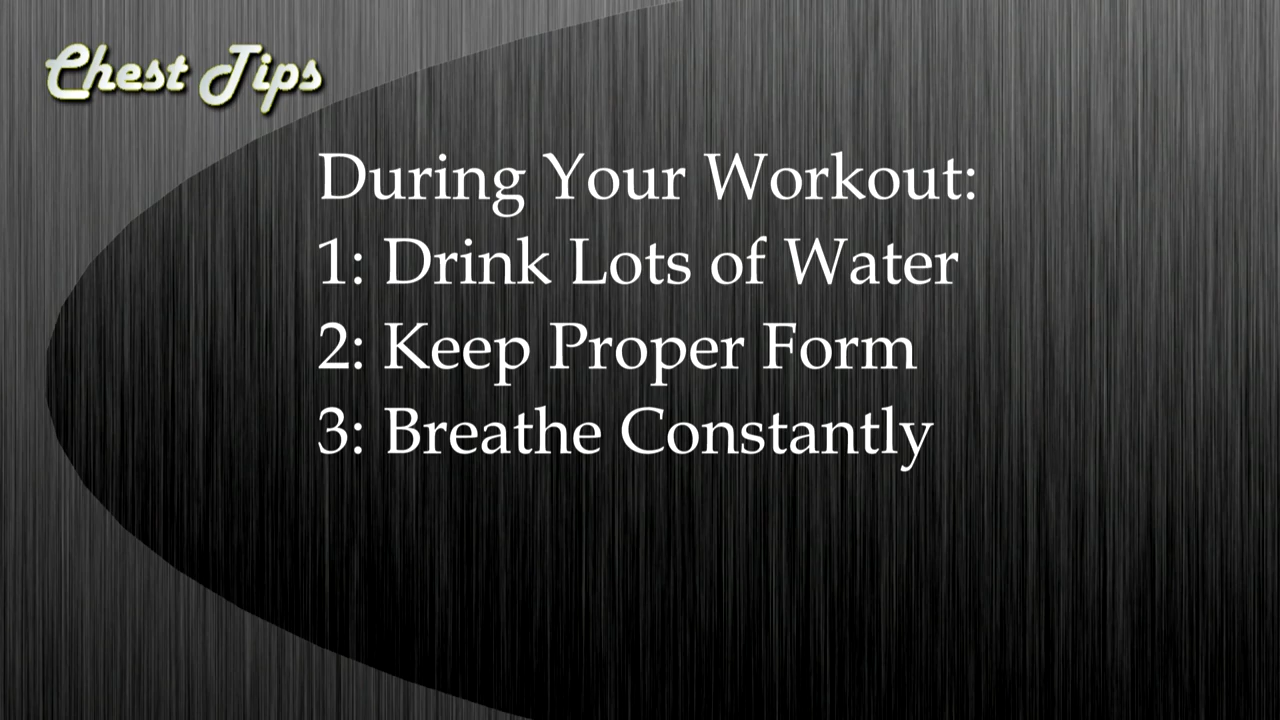 Chest Tips
During Your Workout:
1: Drink Lots of Water
2: Keep Proper Form
3: Breathe Constantly